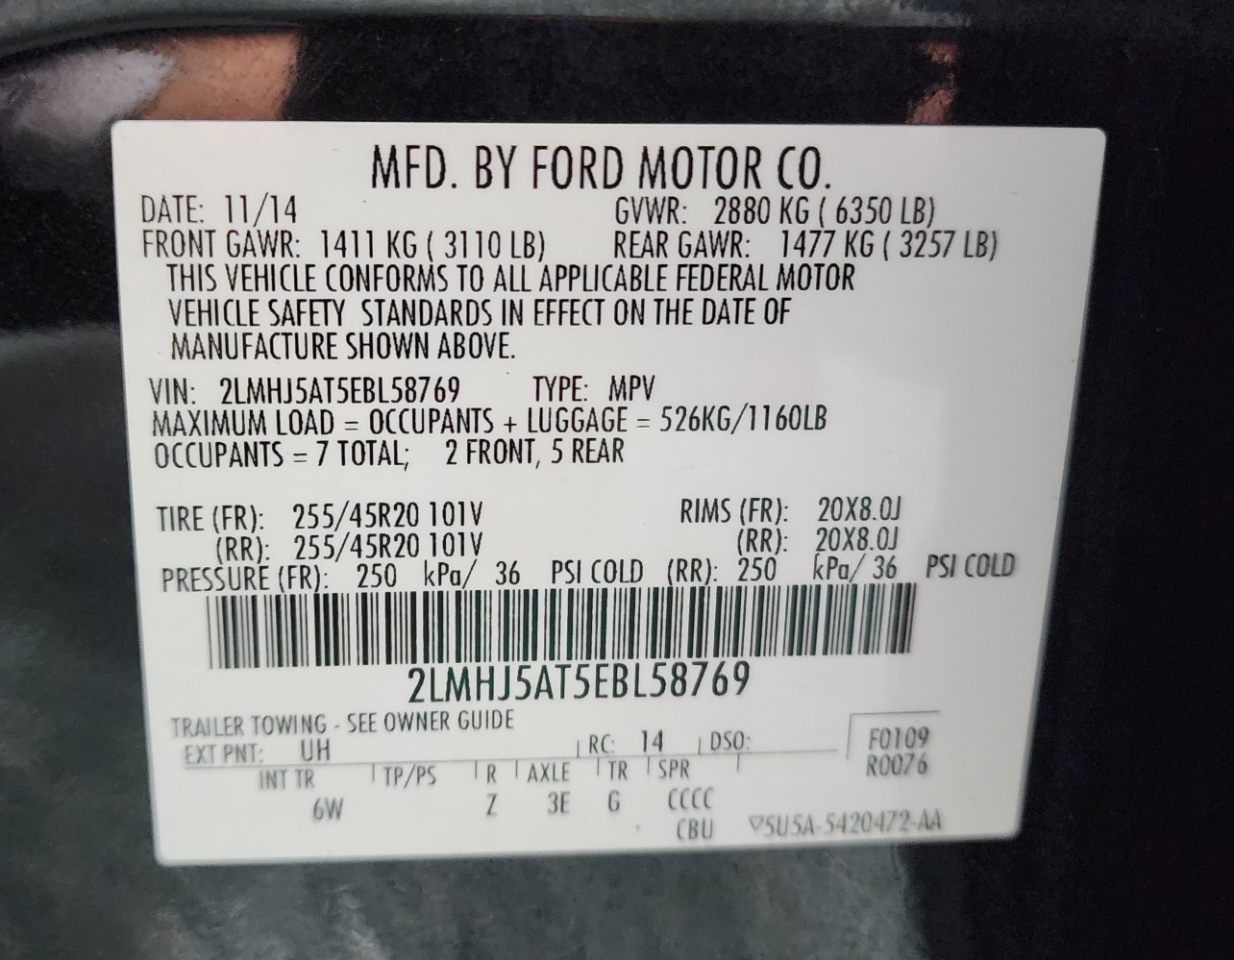 MFD. BY FORD MOTOR CO.
DATE: 11/14 GVWR: 2880 KG ( 6350 LB)
FRONT GAWR: 1411 KG ( 3110 LB) REAR GAWR: 1477 KG ( 3257 LB)
THIS VEHICLE CONFORMS TO ALL APPLICABLE FEDERAL MOTOR
VEHICLE SAFETY STANDARDS IN EFFECT ON THE DATE OF
MANUFACTURE SHOWN ABOVE.
VIN: 2LMHJ5AT5EBL58769 TYPE: MPV
MAXIMUM LOAD = OCCUPANTS + LUGGAGE = 526KG/1160LB
OCCUPANTS = 7 TOTAL; 2 FRONT, 5 REAR
TIRE (FR): 255/45R20 101V RIMS (FR): 20X8.0J
(RR): 255/45R20 101V (RR): 20X8.0J
PRESSURE (FR): 250 kPa/ 36 PSI COLD (RR): 250 kPa/ 36 PSI COLD
2LMHJ5AT5EBL58769
TRAILER TOWING - SEE OWNER GUIDE
EXT PNT: UH RC: 14 DSO: F0109
INT TR TP/PS R AXLE TR SPR R0076
6W Z 3E G CCCC
CBU ▽5U5A-5420472-AA